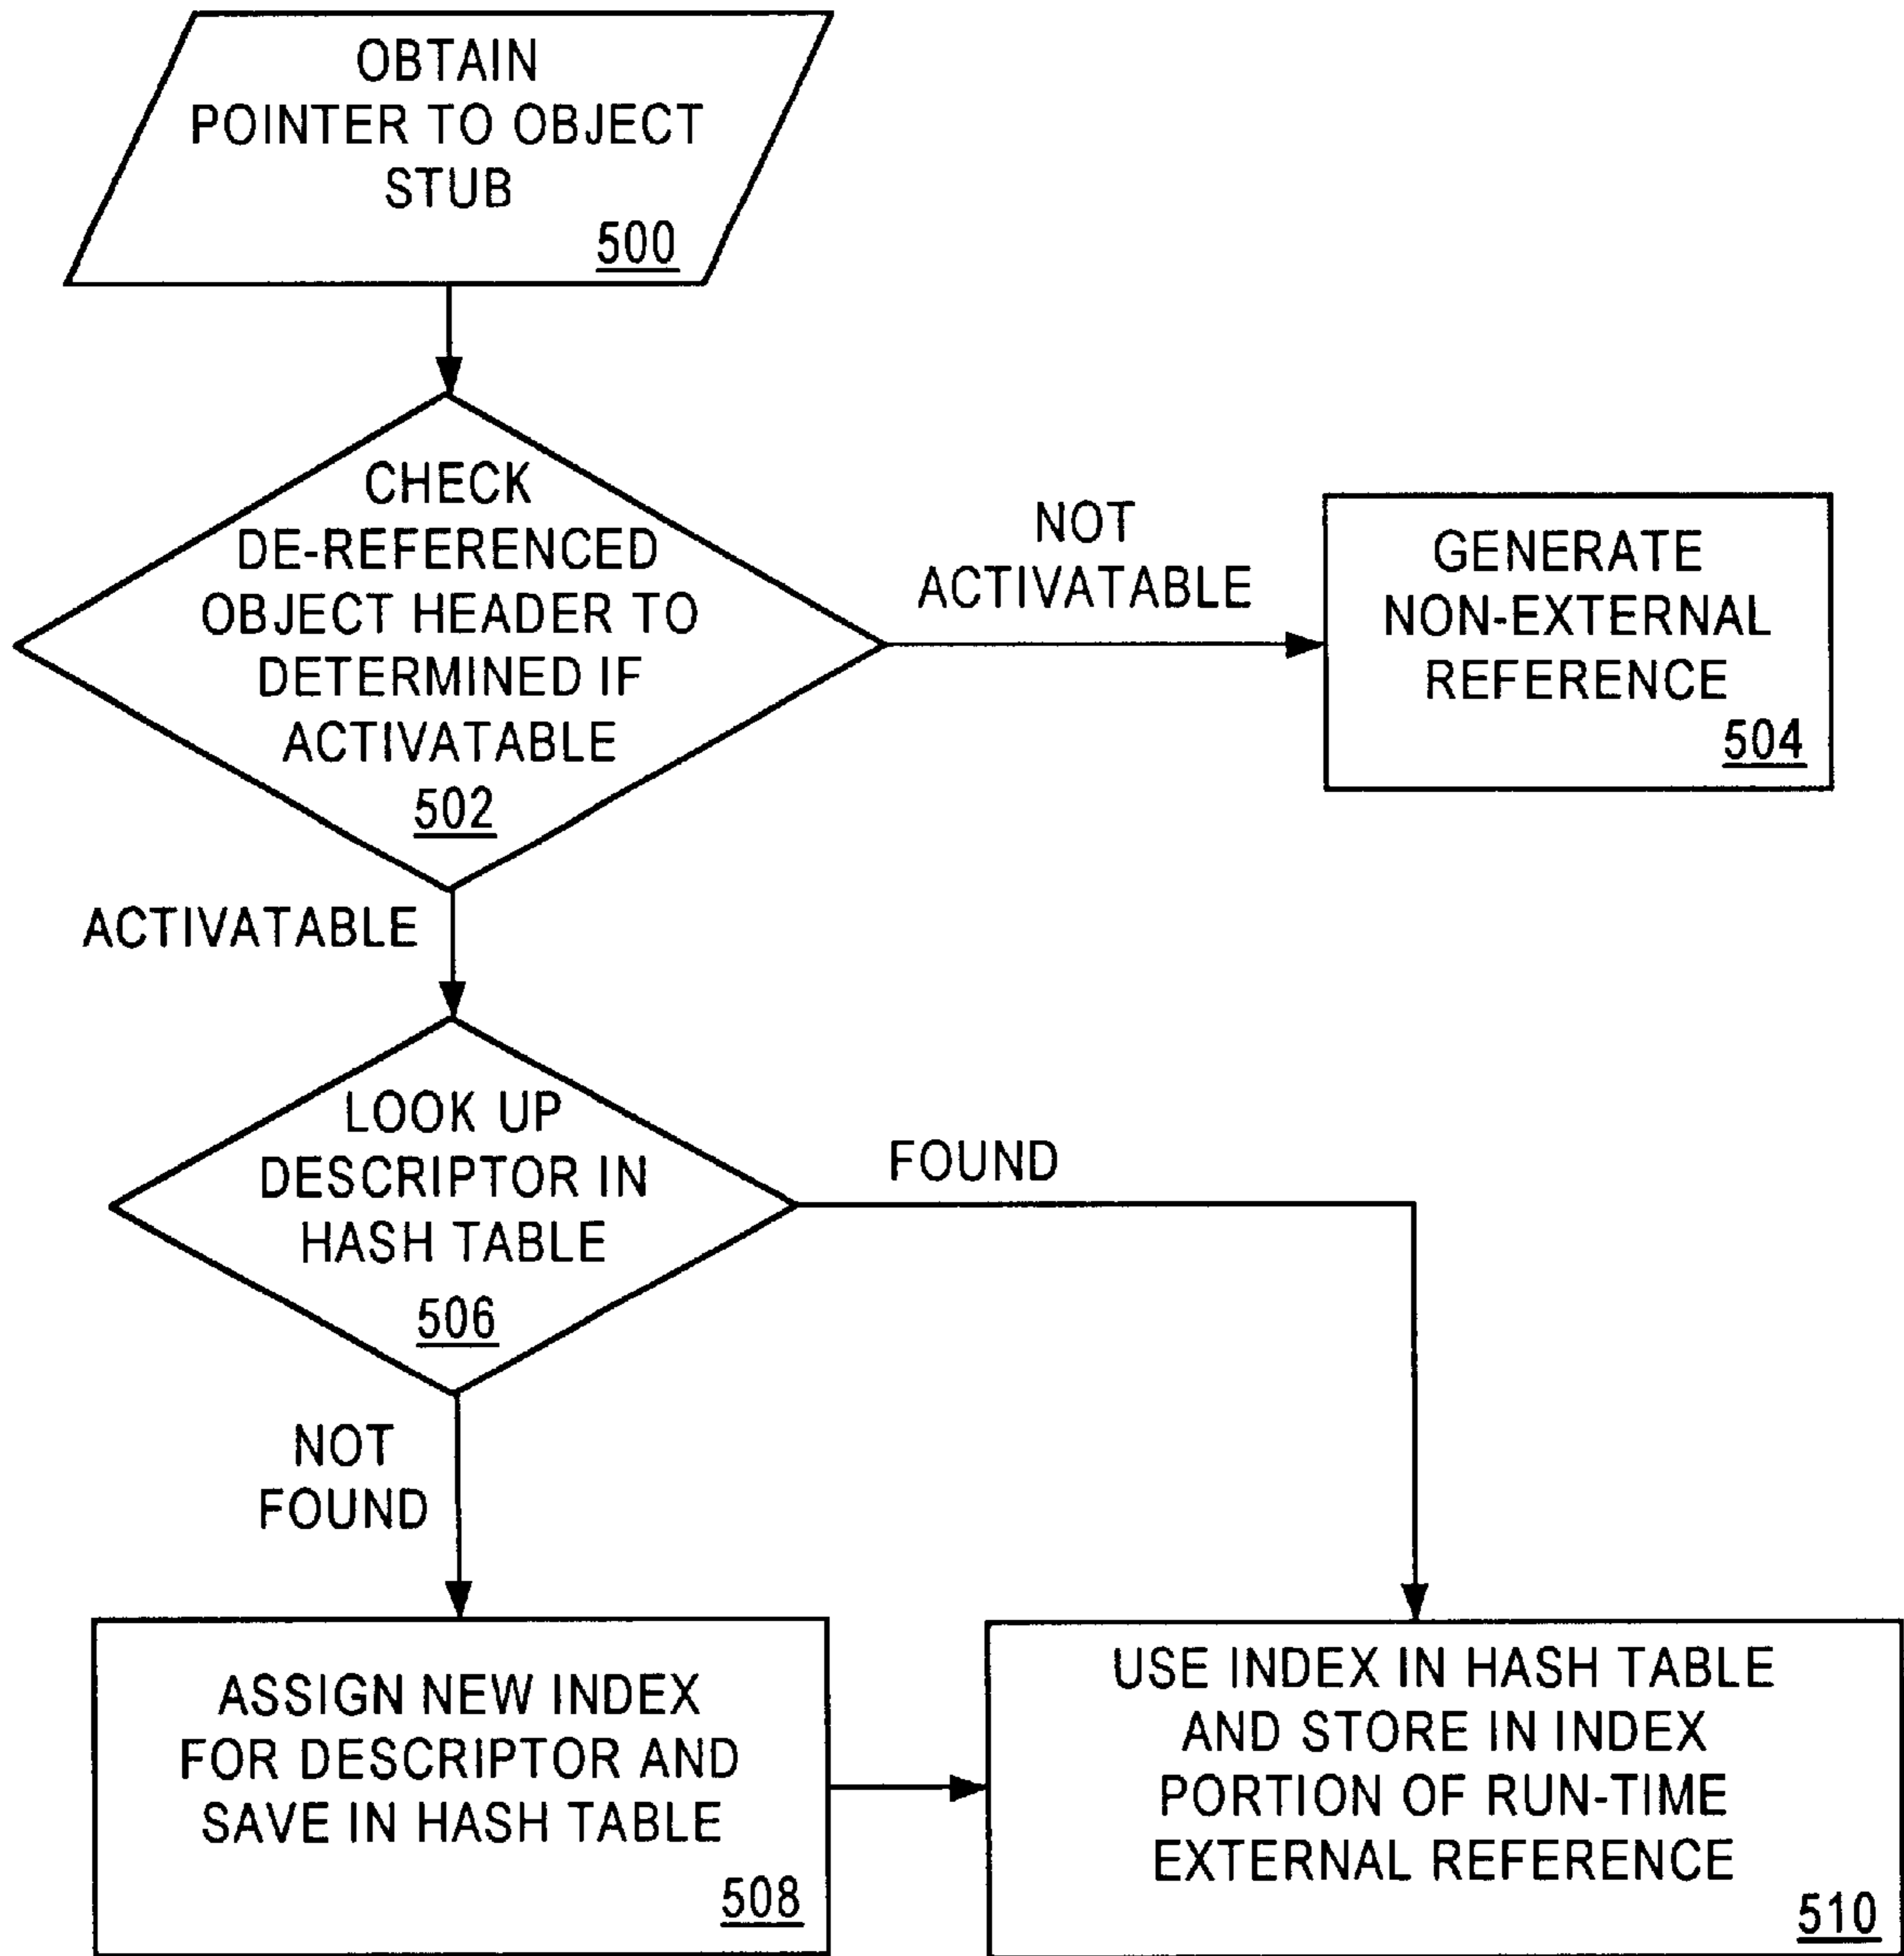 OBTAIN
POINTER TO OBJECT
STUB
500
CHECK
DE-REFERENCED
OBJECT HEADER TO
DETERMINED IF
ACTIVATABLE
502
NOT
ACTIVATABLE
GENERATE
NON-EXTERNAL
REFERENCE
504
ACTIVATABLE
LOOK UP
DESCRIPTOR IN
HASH TABLE
506
FOUND
NOT
FOUND
ASSIGN NEW INDEX
FOR DESCRIPTOR AND
SAVE IN HASH TABLE
508
USE INDEX IN HASH TABLE
AND STORE IN INDEX
PORTION OF RUN-TIME
EXTERNAL REFERENCE
510